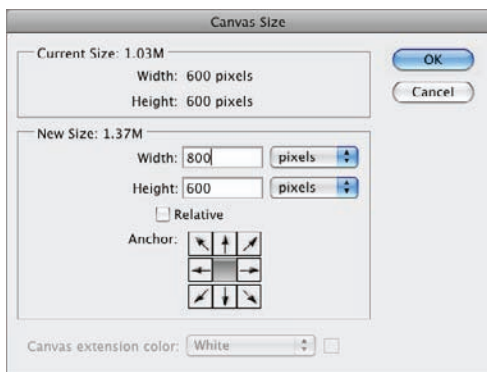 Canvas Size
Current Size: 1.03M
Width: 600 pixels
Height: 600 pixels
OK
Cancel
New Size: 1.37M
Width: 800 pixels
Height: 600 pixels
Relative
Anchor:
Canvas extension color: White